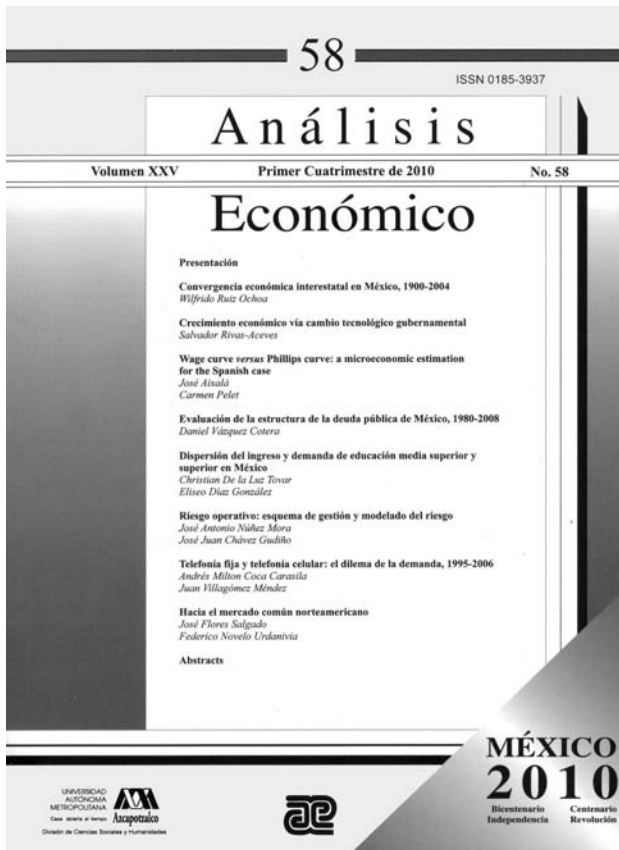 58
ISSN 0185-3937
Análisis
Volumen XXV Primer Cuatrimestre de 2010 No. 58
Económico
Presentación
Convergencia económica interestatal en México, 1900-2004
Wilfrido Ruiz Ochoa
Crecimiento económico vía cambio tecnológico gubernamental
Salvador Rivas-Aceves
Wage curve versus Phillips curve: a microeconomic estimation
for the Spanish case
José Aixalá
Carmen Pelet
Evaluación de la estructura de la deuda pública de México, 1980-2008
Daniel Vázquez Cotera
Dispersión del ingreso y demanda de educación media superior y
superior en México
Christian De la Luz Tovar
Eliseo Díaz González
Riesgo operativo: esquema de gestión y modelado del riesgo
José Antonio Núñez Mora
José Juan Chávez Gudiño
Telefonía fija y telefonía celular: el dilema de la demanda, 1995-2006
Andrés Milton Coca Carasila
Juan Villagómez Méndez
Hacia el mercado común norteamericano
José Flores Salgado
Federico Novelo Urdanivia
Abstracts
MÉXICO
2010
Bicentenario Centenario
Independencia Revolución
UNIVERSIDAD
AUTÓNOMA
METROPOLITANA
Casa abierta al tiempo Azcapotzalco
División de Ciencias Sociales y Humanidades
ae